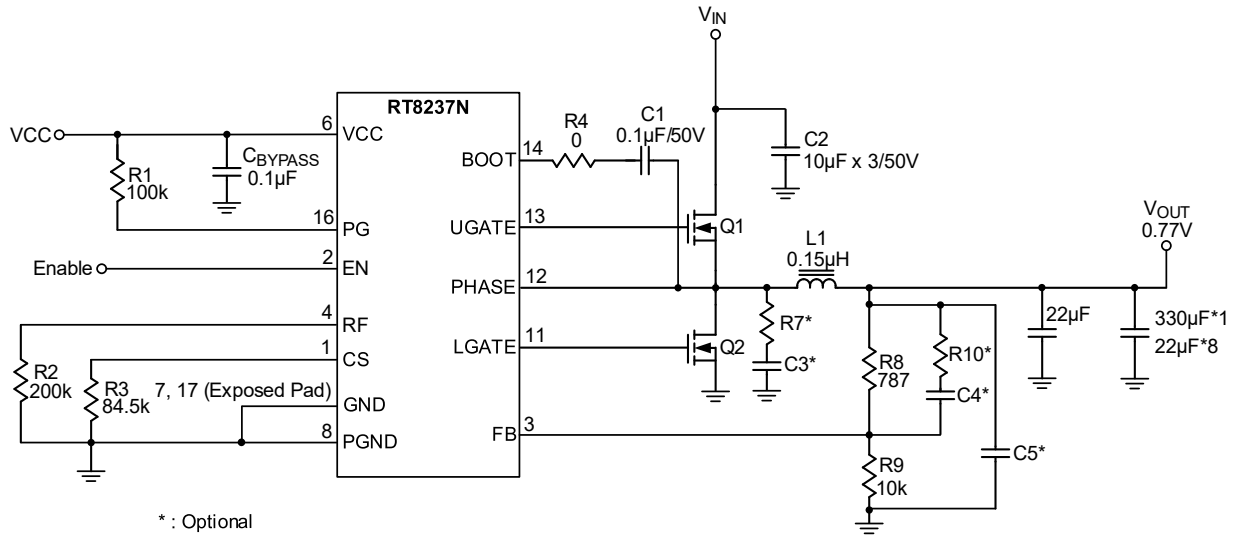 VIN
RT8237N
VCC
6
VCC
CBYPASS
0.1µF
R1
100k
16
PG
Enable
2
EN
4
RF
1
CS
R2
200k
R3
84.5k
7, 17 (Exposed Pad)
GND
8
PGND
BOOT
14
R4
0
C1
0.1µF/50V
C2
10µF x 3/50V
UGATE
13
Q1
PHASE
12
L1
0.15µH
VOUT
0.77V
LGATE
11
Q2
R7*
C3*
R8
787
R10*
C4*
22µF
330µF*1
22µF*8
FB
3
R9
10k
C5*
* : Optional